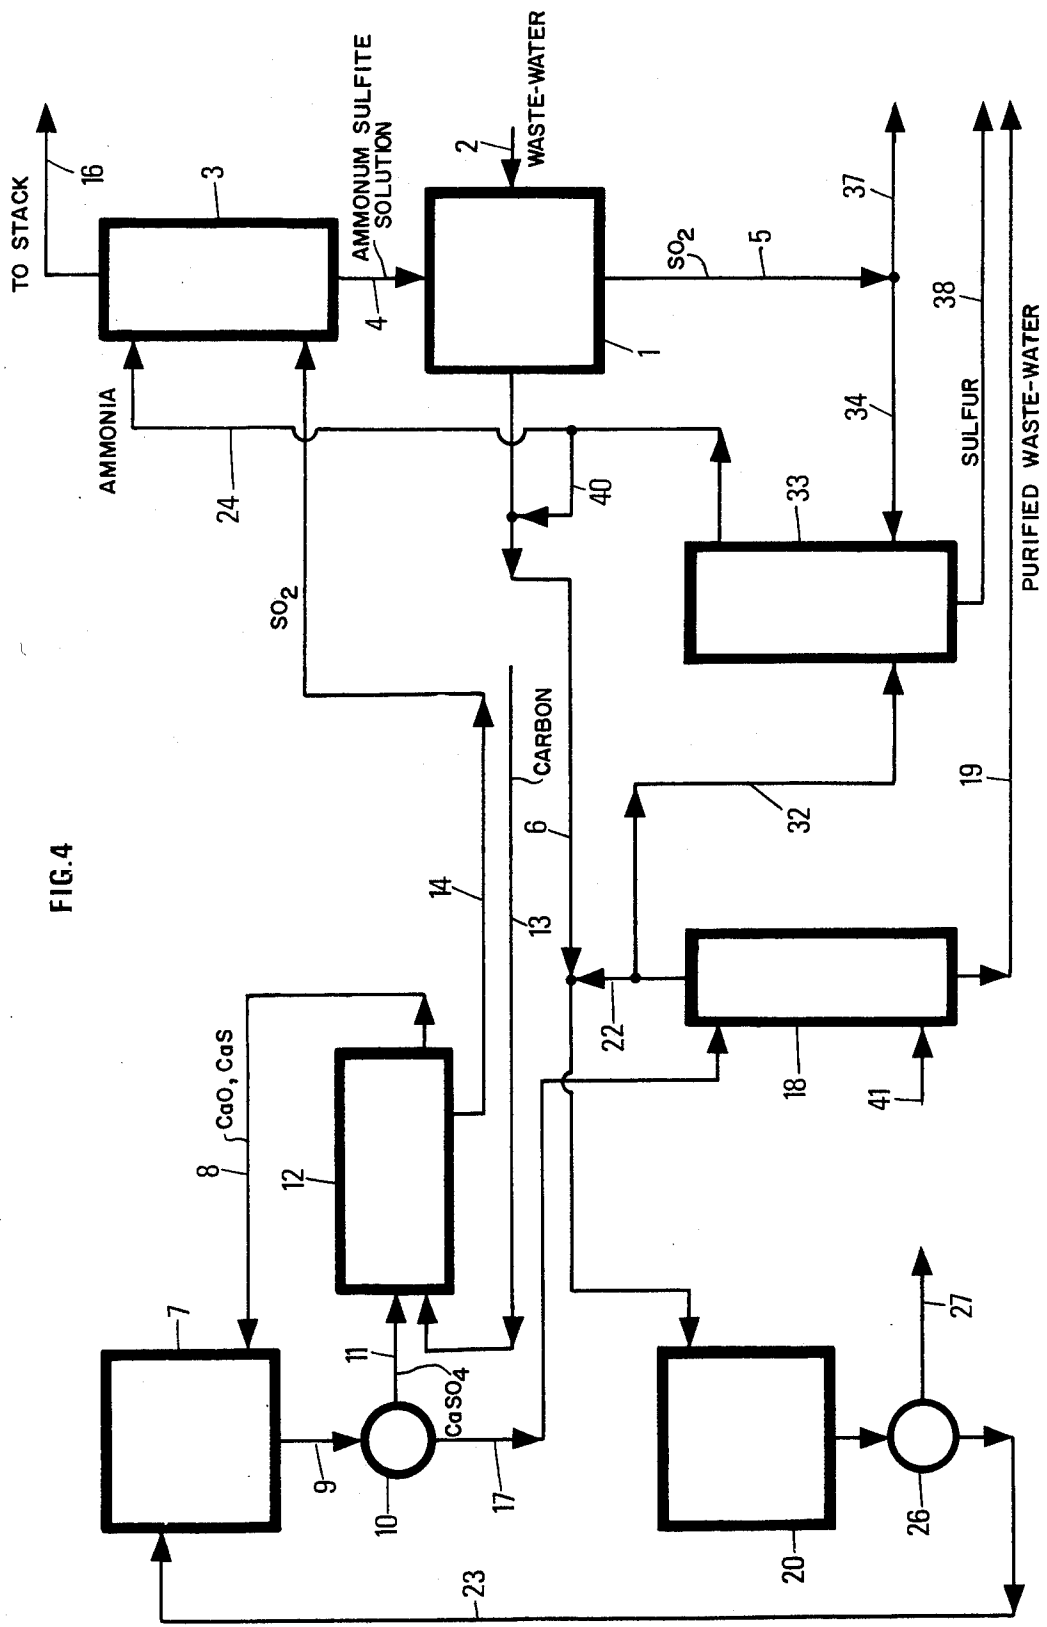 FIG.4
TO STACK
16
3
AMMONIA
24
SO2
AMMONUM SULFITE
SOLUTION
4
2
WASTE-WATER
1
SO2
5
37
34
38
SULFUR
PURIFIED WASTE-WATER
40
33
CARBON
6
13
14
32
19
22
18
41
8
CaO, CaS
12
7
11
CaSO4
9
10
17
20
26
27
23